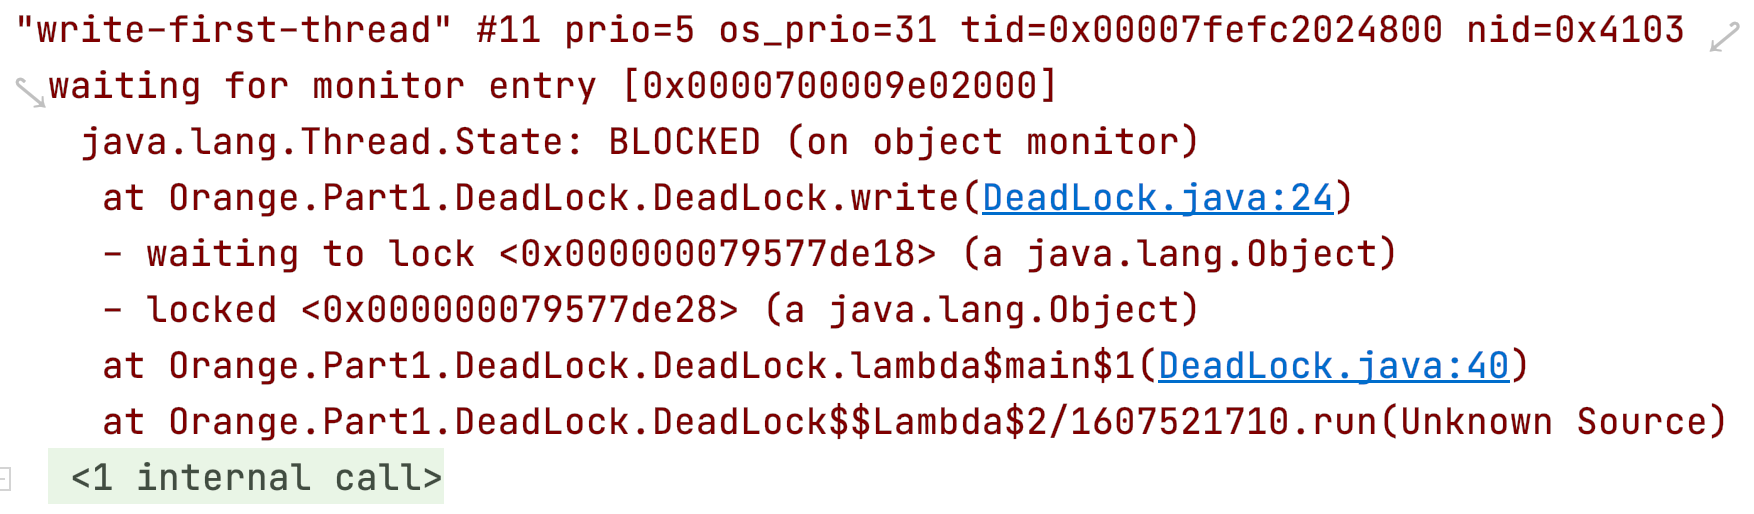 "write-first-thread" #11 prio=5 os_prio=31 tid=0x00007fefc2024800 nid=0x4103
waiting for monitor entry [0x0000700009e02000]
java.lang.Thread.State: BLOCKED (on object monitor)
at Orange.Part1.DeadLock.DeadLock.write(DeadLock.java:24)
- waiting to lock <0x000000079577de18> (a java.lang.Object)
- locked <0x000000079577de28> (a java.lang.Object)
at Orange.Part1.DeadLock.DeadLock.lambda$main$1(DeadLock.java:40)
at Orange.Part1.DeadLock.DeadLock$$Lambda$2/1607521710.run(Unknown Source)
<1 internal call>